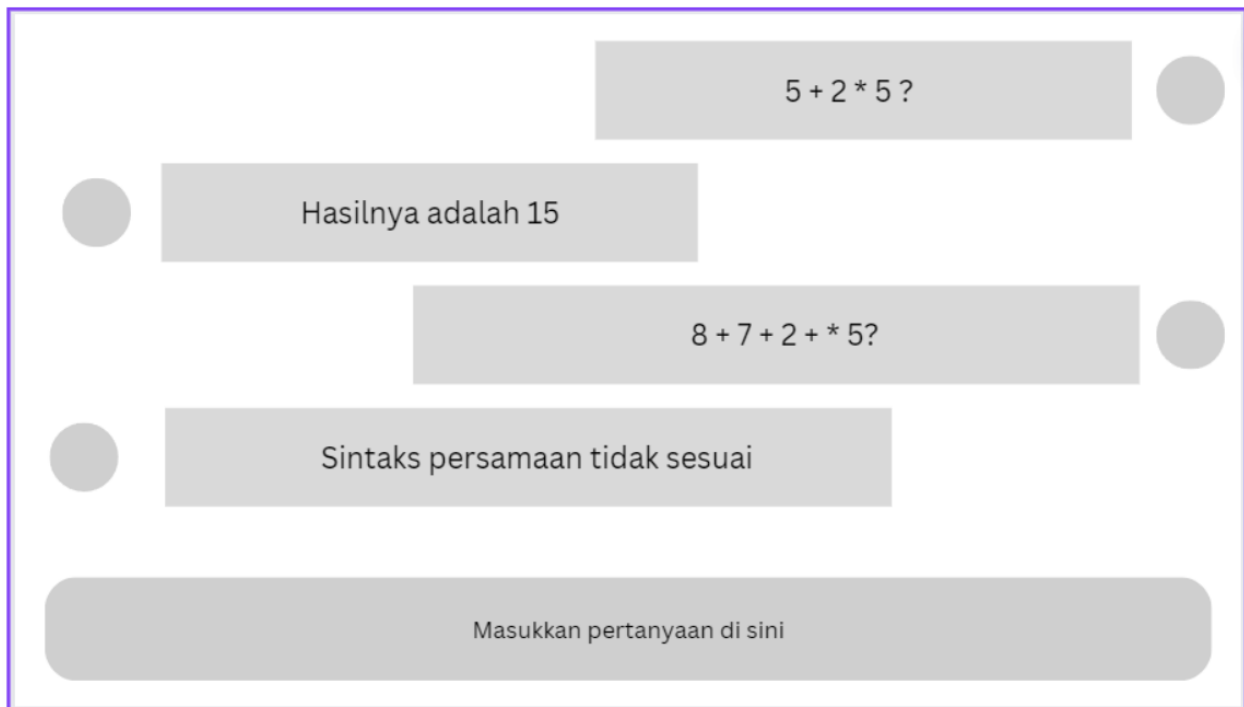 5 + 2 * 5 ?
Hasilnya adalah 15
8 + 7 + 2 + * 5?
Sintaks persamaan tidak sesuai
Masukkan pertanyaan di sini